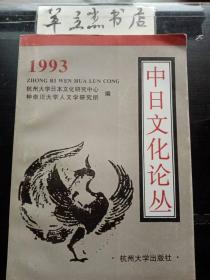 羊立志书店
1993
ZHONG RI WEN HUA LUN CONG
杭州大学日本文化研究中心
神奈川大学人文学研究所
编
中日文化论丛
·杭州大学出版社·